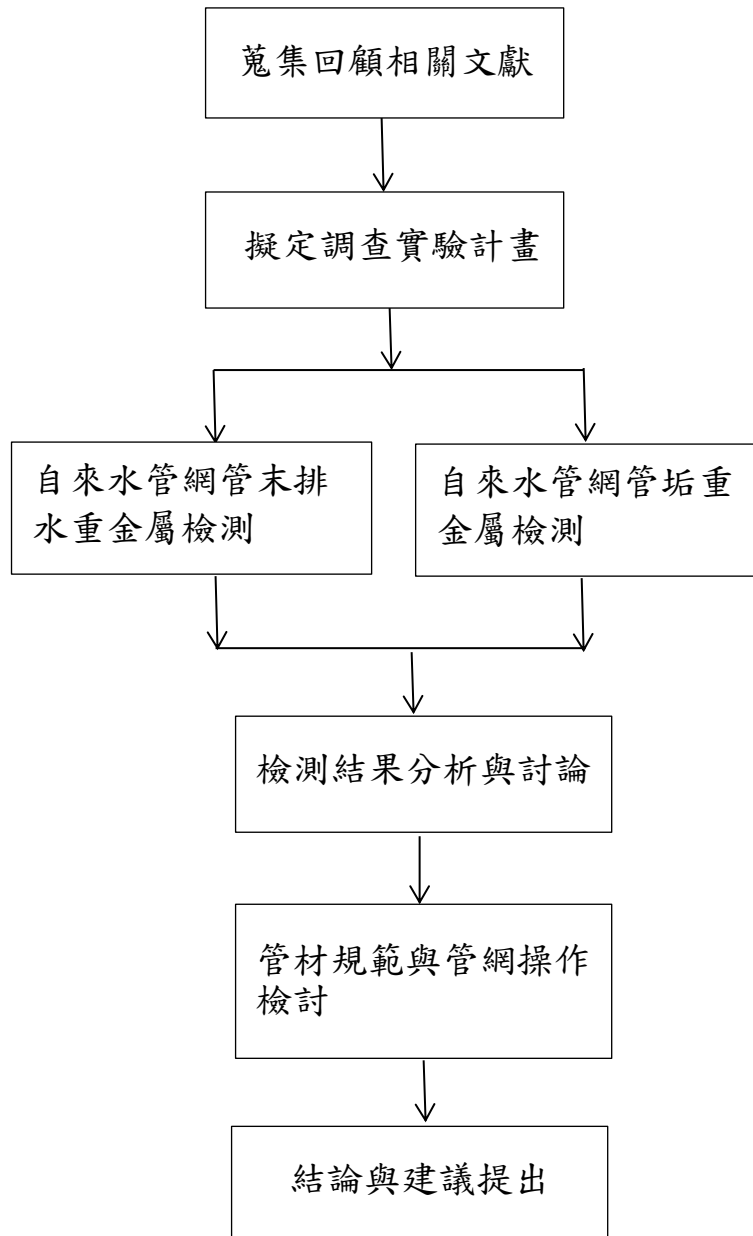 蒐集回顧相關文獻
擬定調查實驗計畫
自來水管網管末排
水重金屬檢測
自來水管網管垢重
金屬檢測
檢測結果分析與討論
管材規範與管網操作
檢討
結論與建議提出